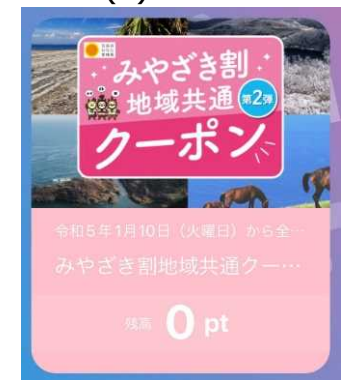 みやざき割
地域共通 第2弾
クーポン
令和5年1月10日（火曜日）から全…
みやざき割地域共通クー…
残高 0 pt